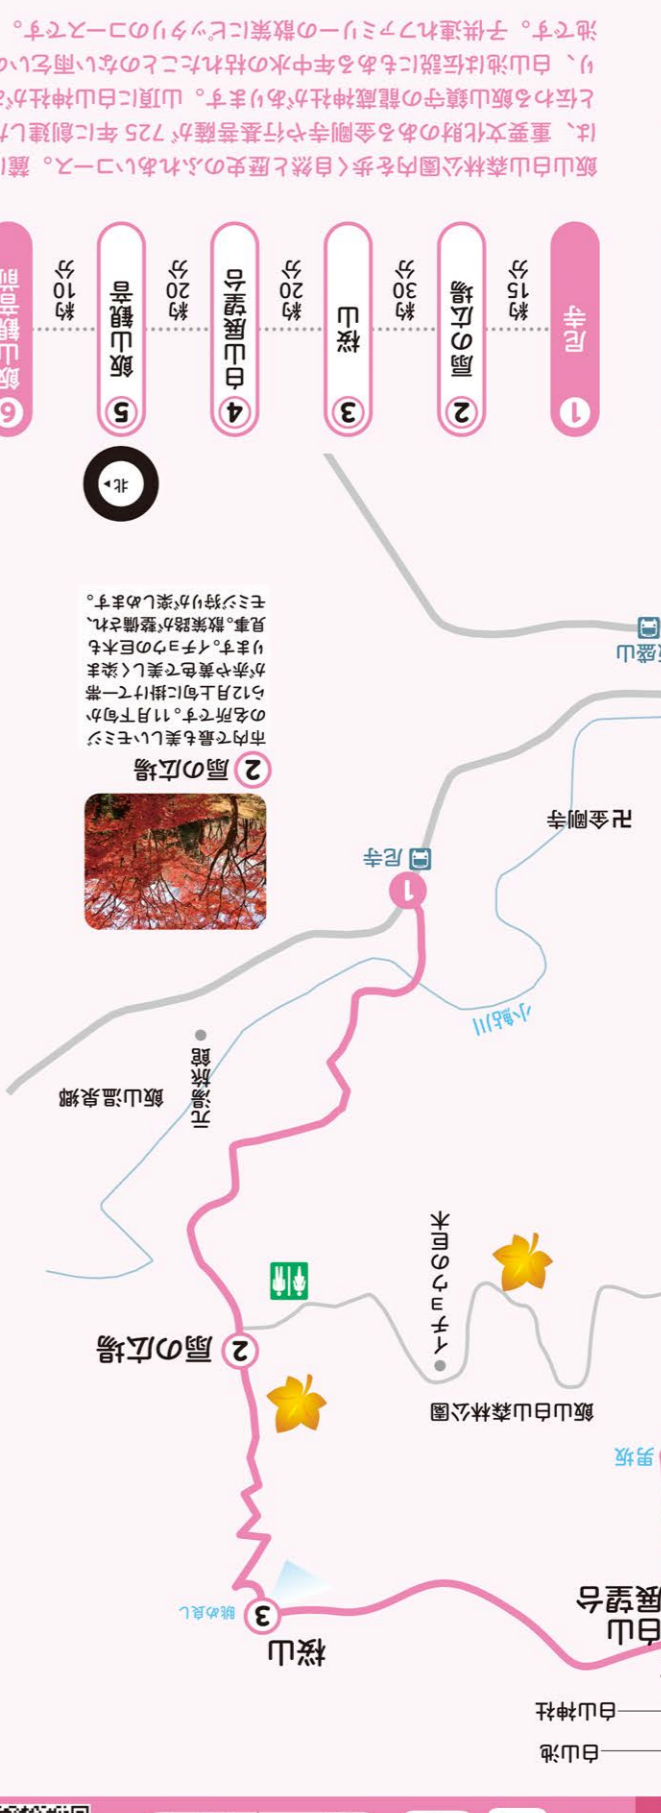 白山池
白山神社
白山
展望台
桜山
3
眺め良し
男坂
飯山白山森林公園
イチョウの巨木
2 扇の広場
元湯旅館
飯山温泉郷
小鮎川
1
尼寺
卍金剛寺
2 扇の広場
市内で最も美しいモミジ
の名所です。11月下旬か
ら12月上旬に掛けて一帯
が赤や黄色で美しく染ま
ります。イチョウの巨木も
見事。散策路が整備され、
モミジ狩りが楽しめます。
北
1 尼寺
約15分
2 扇の広場
約30分
3 桜山
約20分
4 白山展望台
約20分
5 飯山観音
約10分
6 飯山観音前
飯山白山森林公園内を歩く自然と歴史のふれあいコース。麓に
は、重要文化財のある金剛寺や行基菩薩が 725 年に創建した
と伝わる飯山鎮守の龍蔵神社があります。山頂に白山神社が
り、白山池は伝説にもある年中水の枯れたことのない雨乞いの
池です。子供連れファミリーの散策にピッタリのコースです。